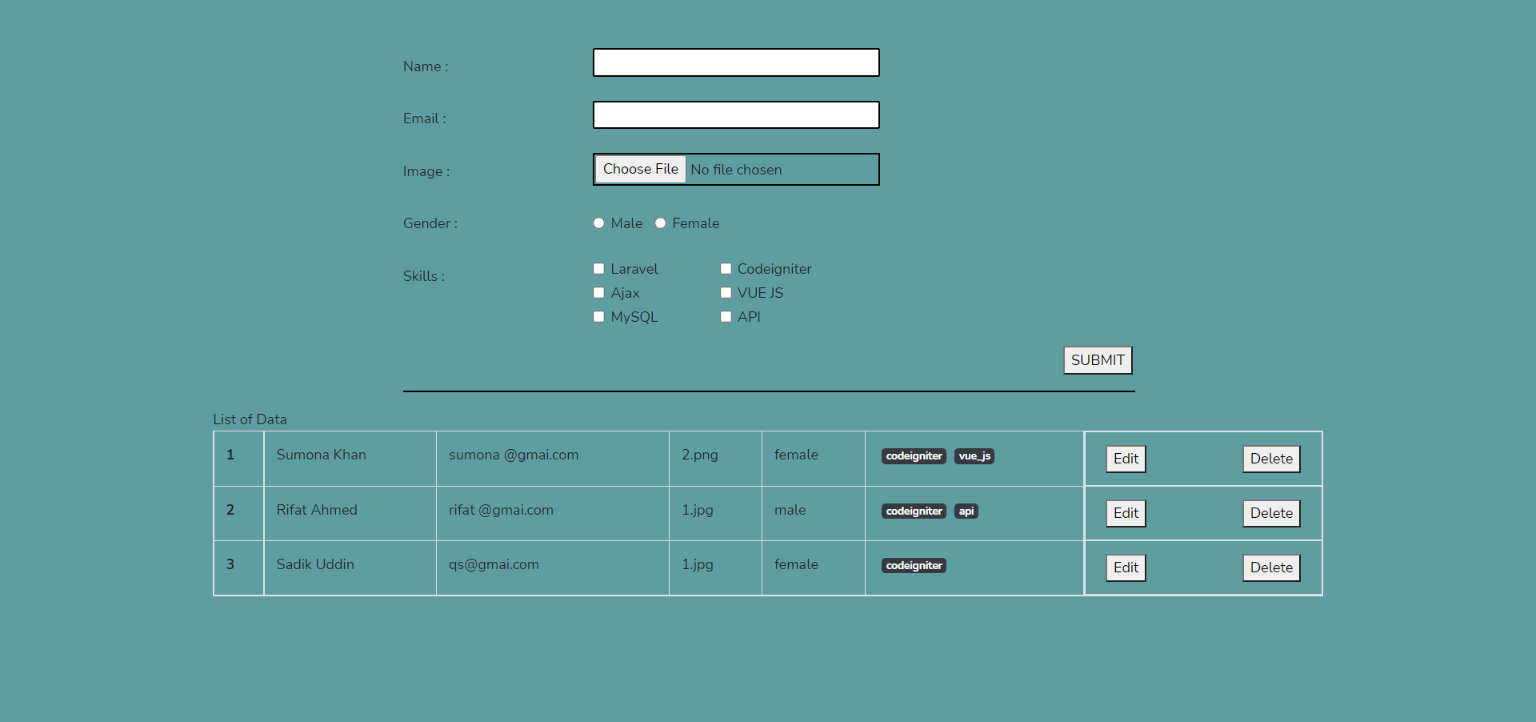 Name :
Email :
Image : Choose File No file chosen
Gender : Male Female
Skills : Laravel Codeigniter
Ajax VUE JS
MySQL API
SUBMIT
List of Data
1 Sumona Khan sumona @gmai.com 2.png female codeigniter vue_js Edit Delete
2 Rifat Ahmed rifat @gmai.com 1.jpg male codeigniter api Edit Delete
3 Sadik Uddin qs@gmai.com 1.jpg female codeigniter Edit Delete